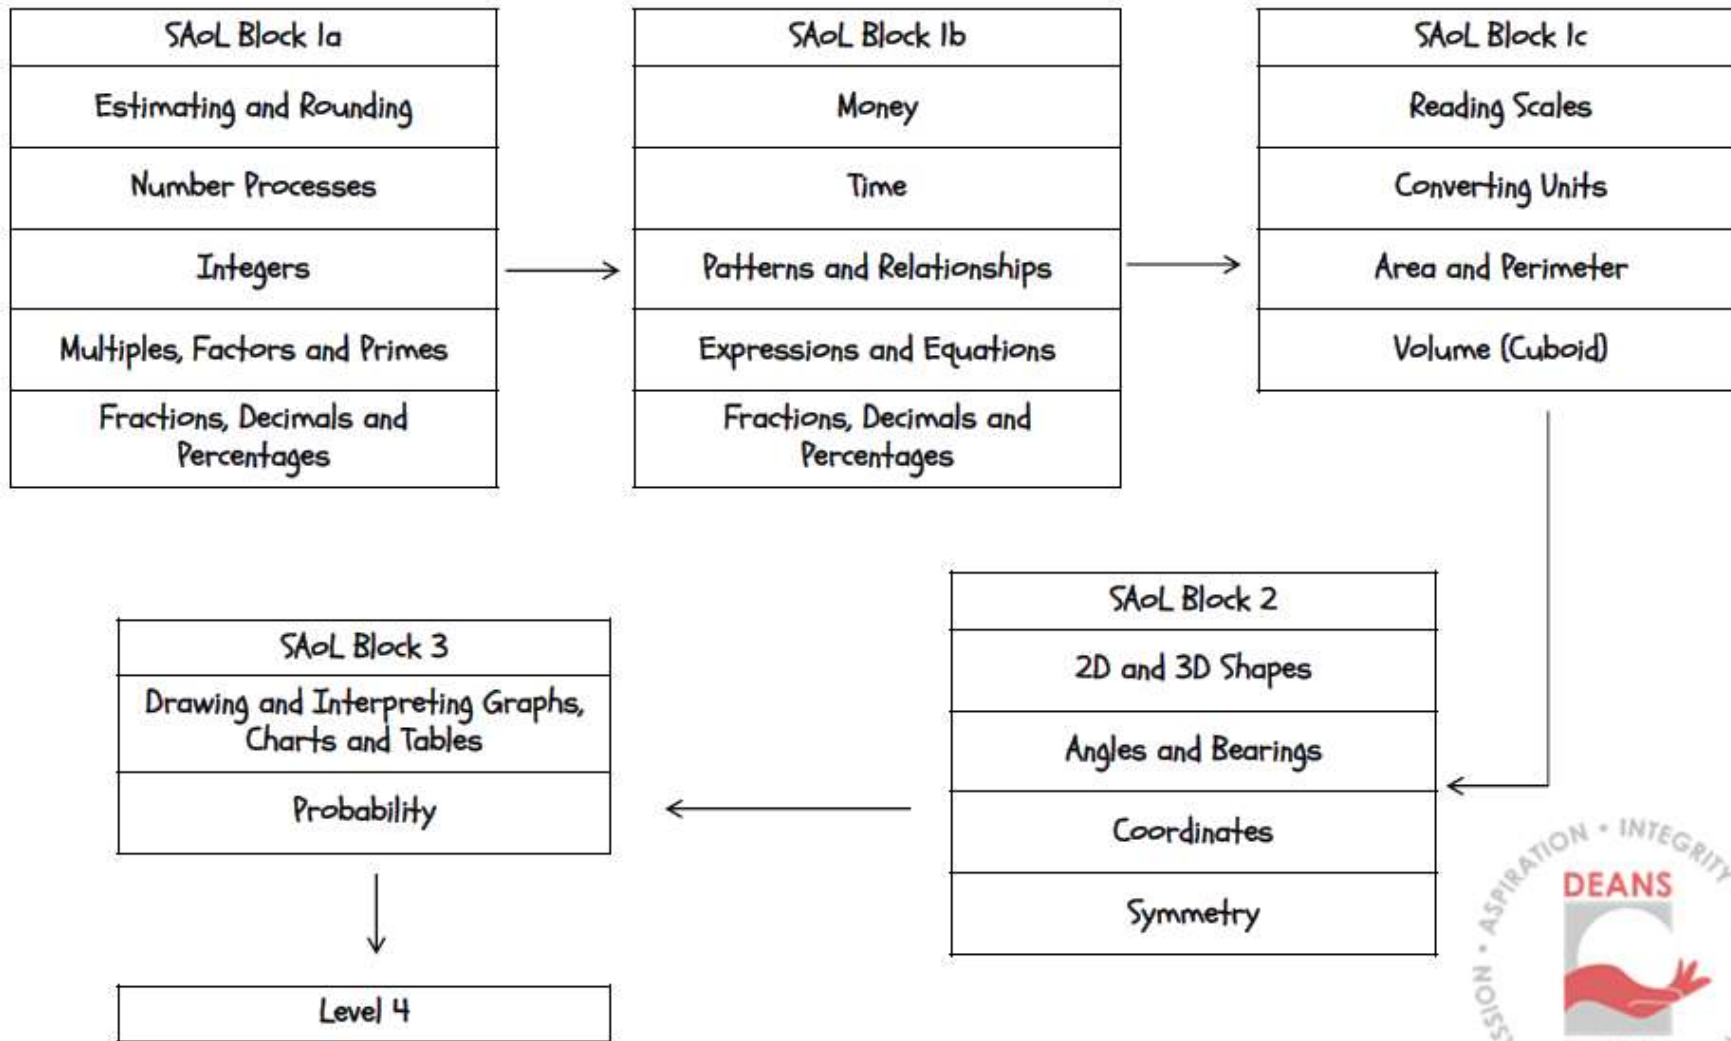 SAoL Block 1a
Estimating and Rounding
Number Processes
Integers
Multiples, Factors and Primes
Fractions, Decimals and
Percentages
SAoL Block 1b
Money
Time
Patterns and Relationships
Expressions and Equations
Fractions, Decimals and
Percentages
SAoL Block 1c
Reading Scales
Converting Units
Area and Perimeter
Volume (Cuboid)
SAoL Block 2
2D and 3D Shapes
Angles and Bearings
Coordinates
Symmetry
SAoL Block 3
Drawing and Interpreting Graphs,
Charts and Tables
Probability
Level 4
• ASPIRATION • INTEGRITY
DEANS